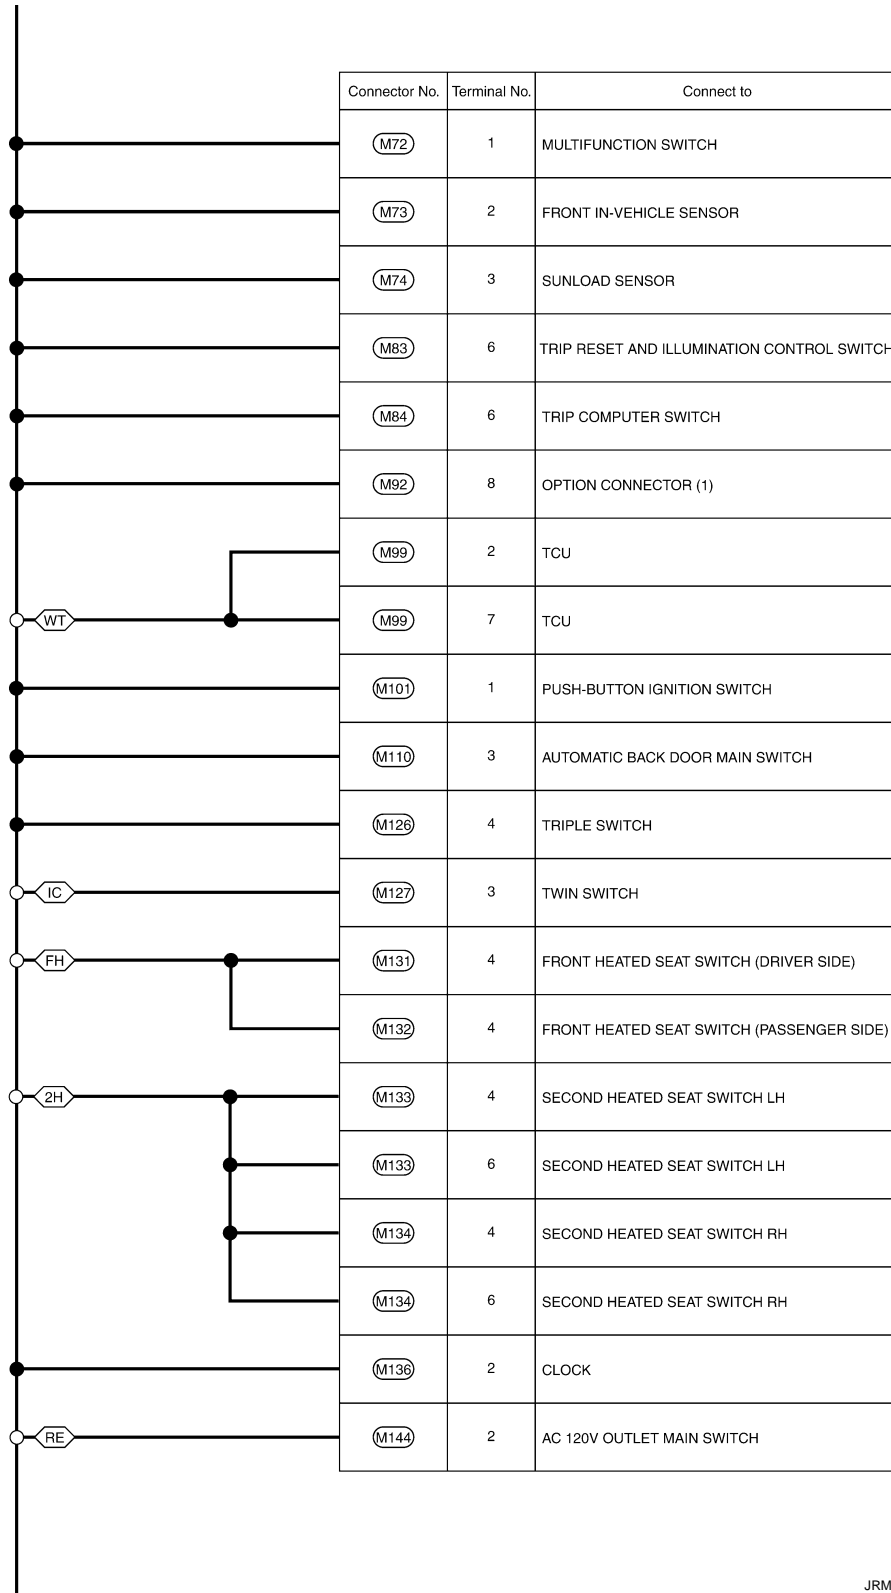 Connector No. Terminal No. Connect to
M72 1 MULTIFUNCTION SWITCH
M73 2 FRONT IN-VEHICLE SENSOR
M74 3 SUNLOAD SENSOR
M83 6 TRIP RESET AND ILLUMINATION CONTROL SWITCH
M84 6 TRIP COMPUTER SWITCH
M92 8 OPTION CONNECTOR (1)
M99 2 TCU
WT M99 7 TCU
M101 1 PUSH-BUTTON IGNITION SWITCH
M110 3 AUTOMATIC BACK DOOR MAIN SWITCH
M126 4 TRIPLE SWITCH
IC M127 3 TWIN SWITCH
FH M131 4 FRONT HEATED SEAT SWITCH (DRIVER SIDE)
M132 4 FRONT HEATED SEAT SWITCH (PASSENGER SIDE)
2H M133 4 SECOND HEATED SEAT SWITCH LH
M133 6 SECOND HEATED SEAT SWITCH LH
M134 4 SECOND HEATED SEAT SWITCH RH
M134 6 SECOND HEATED SEAT SWITCH RH
M136 2 CLOCK
RE M144 2 AC 120V OUTLET MAIN SWITCH
JRM